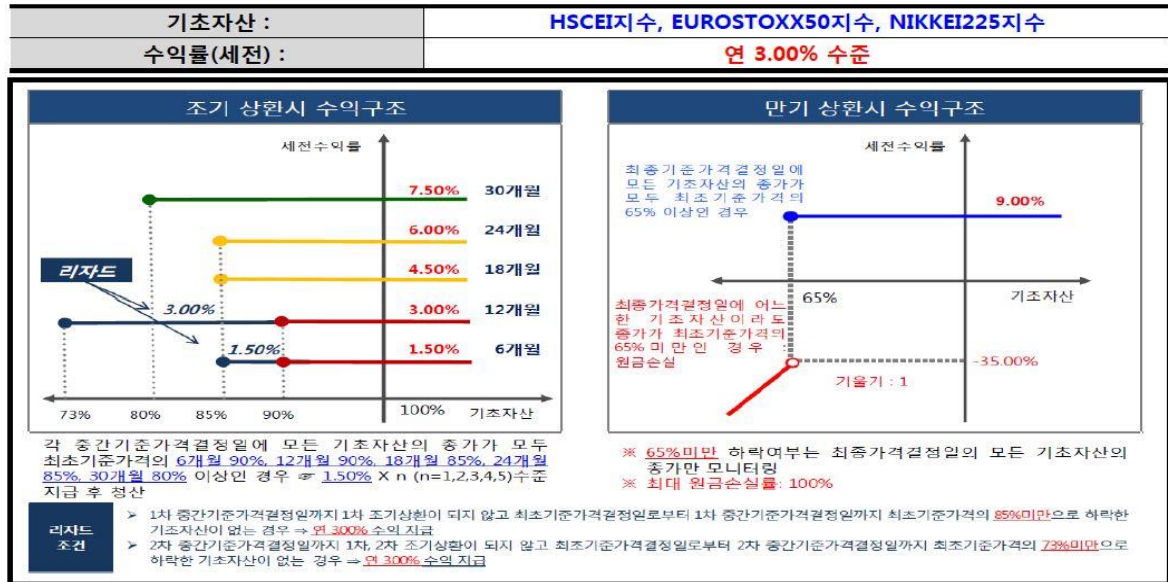 기초자산 : HSCEI지수, EUROSTOXX50지수, NIKKEI225지수
수익률(세전) : 연 3.00% 수준
조기 상환시 수익구조
세전수익률
7.50% 30개월
6.00% 24개월
리자드
4.50% 18개월
3.00% 3.00% 12개월
1.50% 1.50% 6개월
73% 80% 85% 90% 100% 기초자산
각 중간기준가격결정일에 모든 기초자산의 종가가 모두
최초기준가격의 6개월 90%, 12개월 90%, 18개월 85%, 24개월
85%, 30개월 80% 이상인 경우 ☞ 1.50% X n (n=1,2,3,4,5)수준
지급 후 청산
만기 상환시 수익구조
세전수익률
최종기준가격결정일에
모든 기초자산의 종가가
모두 최초기준가격의
65% 이상인 경우
9.00%
65% 기초자산
최종가격결정일에 어느
한 기초자산이라도
종가가 최초기준가격의
65%미만인 경우 :
원금손실
-35.00%
기울기 : 1
※ 65%미만 하락여부는 최종가격결정일의 모든 기초자산의
종가만 모니터링
※ 최대 원금손실률: 100%
리자드
조건
➢ 1차 중간기준가격결정일까지 1차 조기상환이 되지 않고 최초기준가격결정일로부터 1차 중간기준가격결정일까지 최초기준가격의 85%미만으로 하락한
기초자산이 없는 경우 ⇒ 연 3.00% 수익 지급
➢ 2차 중간기준가격결정일까지 1차, 2차 조기상환이 되지 않고 최초기준가격결정일로부터 2차 중간기준가격결정일까지 최초기준가격의 73%미만으로
하락한 기초자산이 없는 경우 ⇒ 연 3.00% 수익 지급